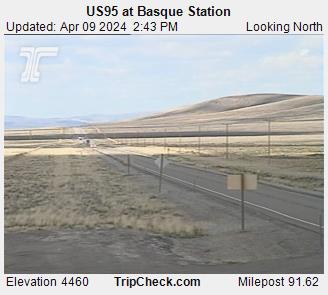 US95 at Basque Station
Updated: Apr 09 2024 2:43 PM Looking North
Elevation 4460 TripCheck.com Milepost 91.62